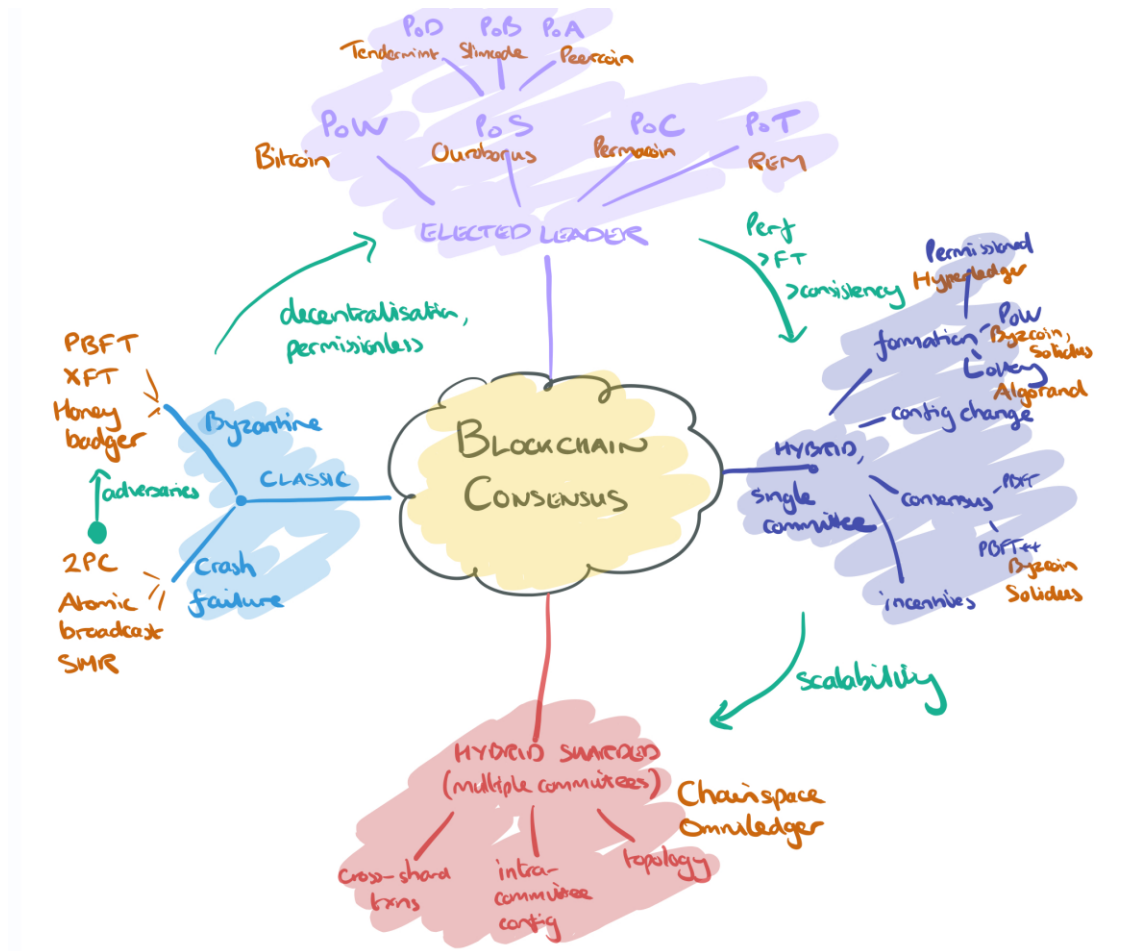 PoD PoB PoA
Tendermint Slimcode Peercoin
PoW PoS PoC PoT
Bitcoin Ouroborus Permacoin REM
ELECTED LEADER
decentralisation,
permissionless
Perf
>FT
>consistency
PBFT
XFT
Honey
badger
adversaries
2PC
Atomic
broadcast
SMR
Byzantine
CLASSIC
Crash
failure
BLOCKCHAIN
CONSENSUS
Permissioned
Hyperledger
formation
PoW
Byzcoin,
Solidus
Lottery
Algorand
config change
HYBRID,
single
committee
consensus
PBFT
PBFT++
Byzcoin
Solidus
incentives
scalability
HYBRID SHARDED
(multiple committees)
Chainspace
Omniledger
cross-shard
txns
intra-
committee
config
topology